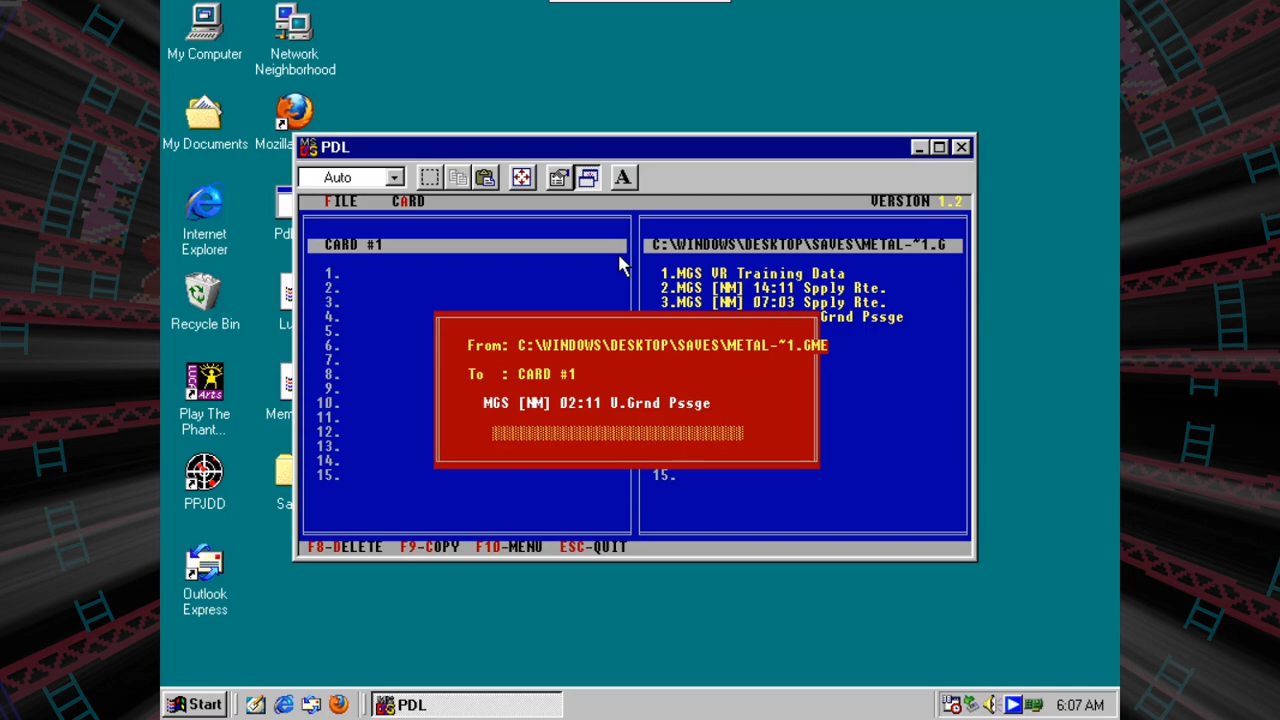 My Computer
Network
Neighborhood
My Documents
Mozilla
Internet
Explorer
Pdl
Recycle Bin
Lu
Play The
Phant...
Mem
PPJDD
Sa
Outlook
Express
PDL
Auto
A
FILE CARD VERSION 1.2
CARD #1
C:\WINDOWS\DESKTOP\SAVES\METAL-~1.G
1.
2.
3.
4.
5.
6.
7.
8.
9.
10.
11.
12.
13.
14.
15.
1.MGS VR Training Data
2.MGS [NM] 14:11 Spply Rte.
3.MGS [NM] 07:03 Spply Rte.
Grnd Pssge
15.
From: C:\WINDOWS\DESKTOP\SAVES\METAL-~1.GME
To : CARD #1
MGS [NM] 02:11 U.Grnd Pssge
F8-DELETE F9-COPY F10-MENU ESC-QUIT
Start
PDL
6:07 AM